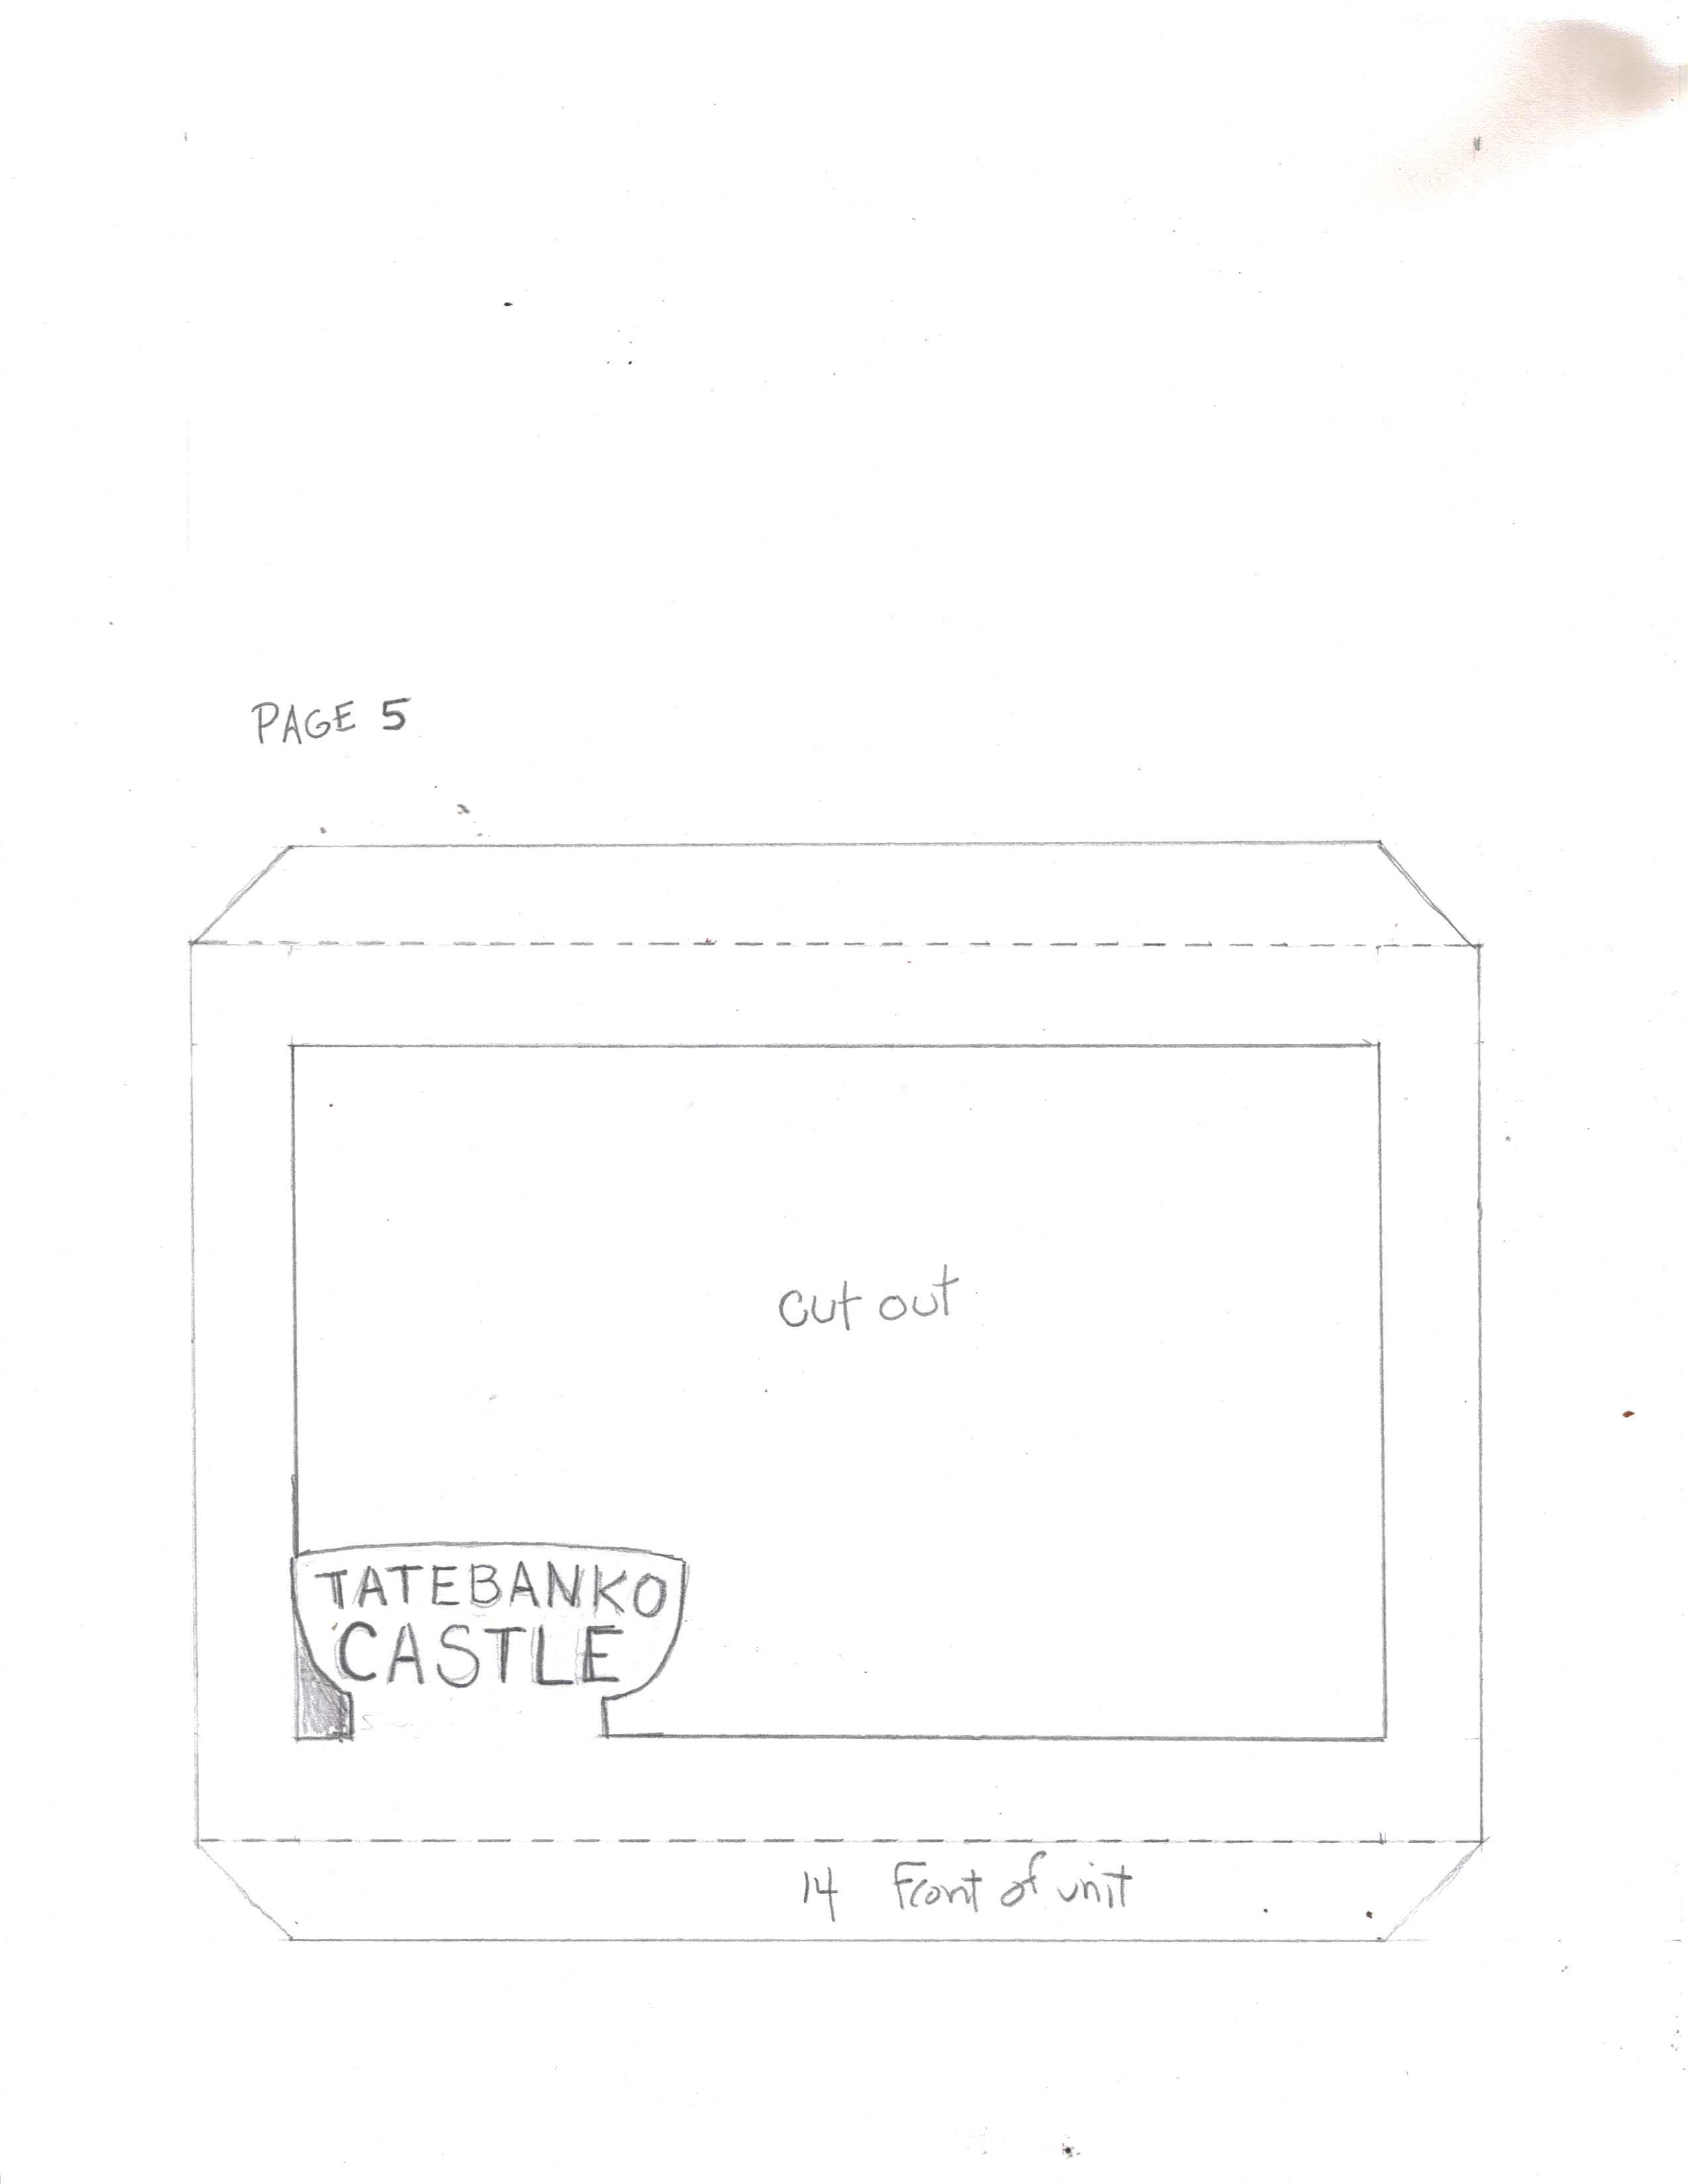 PAGE 5
cut out
TATEBANKO
CASTLE
14 Front of unit